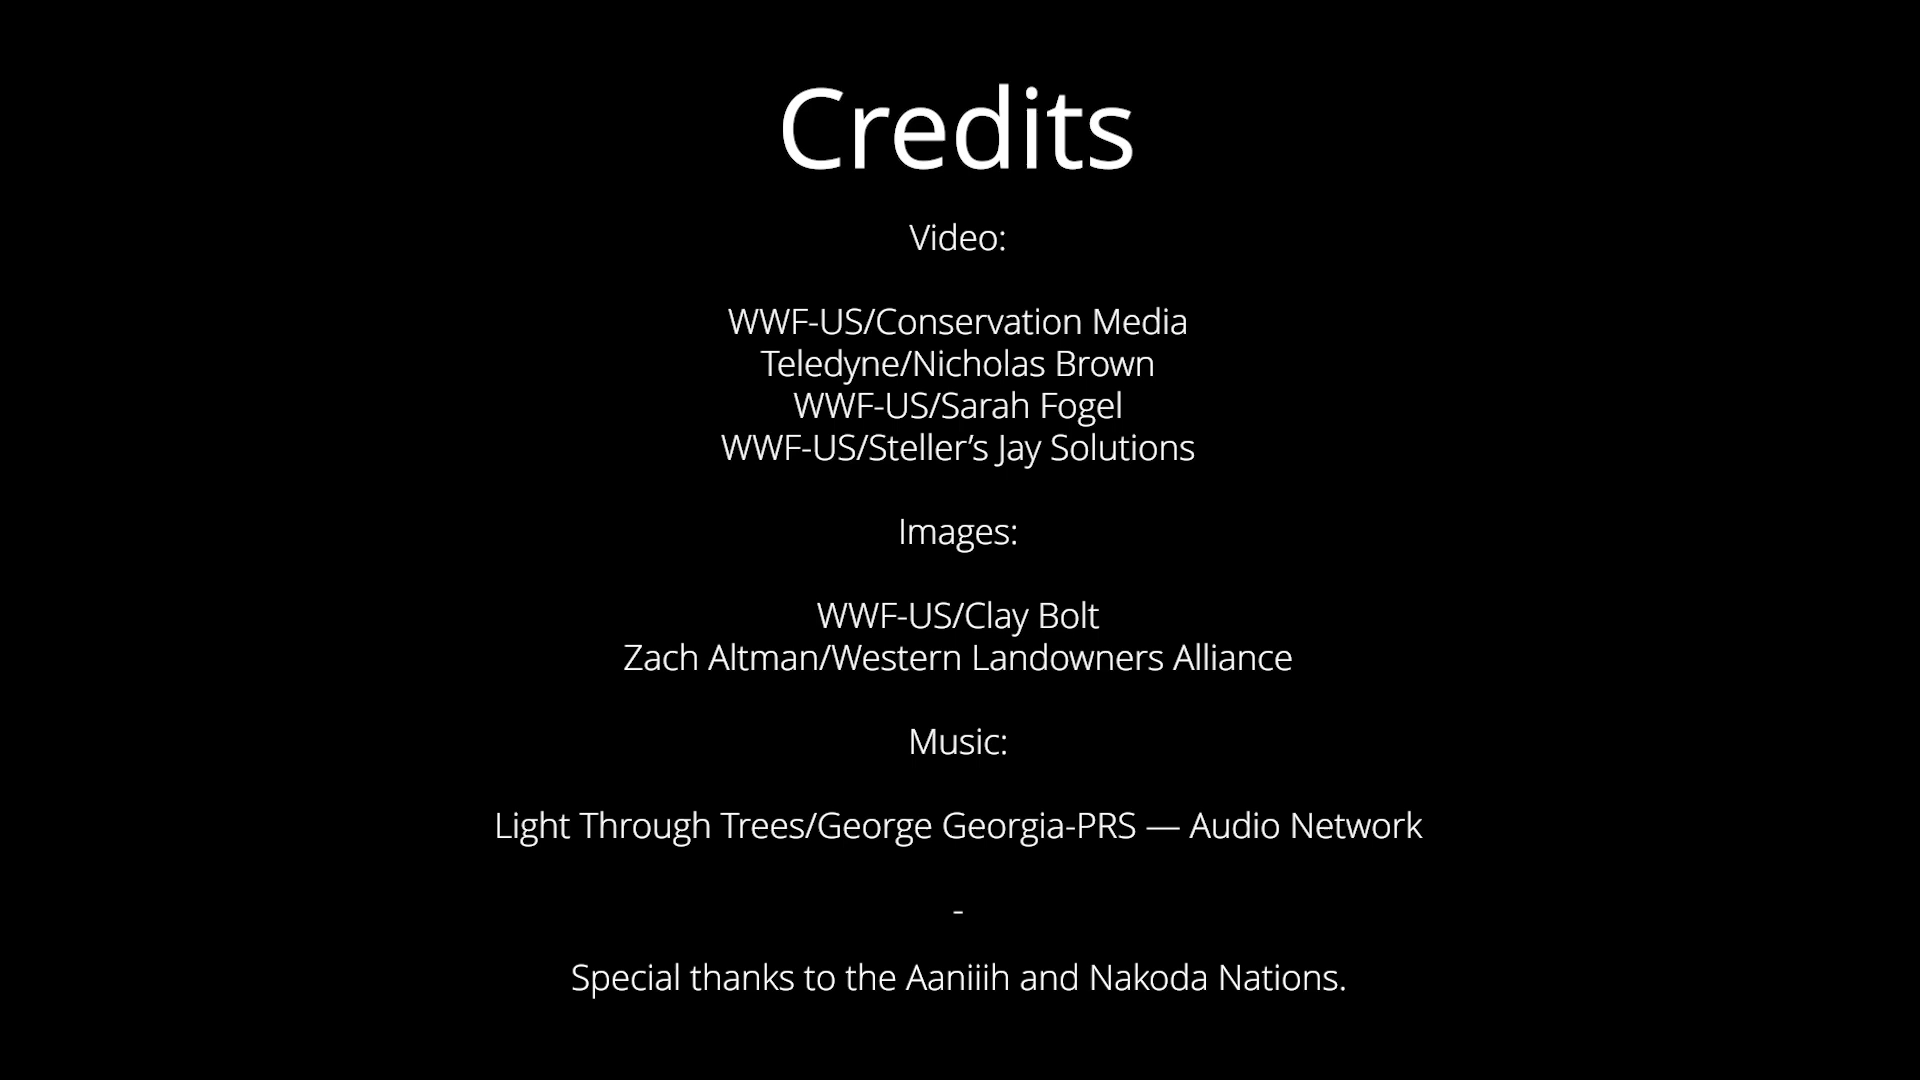 Credits
Video:
WWF-US/Conservation Media
Teledyne/Nicholas Brown
WWF-US/Sarah Fogel
WWF-US/Steller’s Jay Solutions
Images:
WWF-US/Clay Bolt
Zach Altman/Western Landowners Alliance
Music:
Light Through Trees/George Georgia-PRS — Audio Network
-
Special thanks to the Aaniiih and Nakoda Nations.